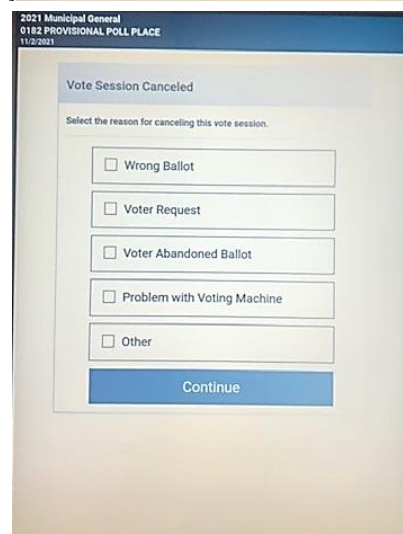 2021 Municipal General
0182 PROVISIONAL POLL PLACE
11/2/2021
Vote Session Canceled
Select the reason for canceling this vote session.
Wrong Ballot
Voter Request
Voter Abandoned Ballot
Problem with Voting Machine
Other
Continue